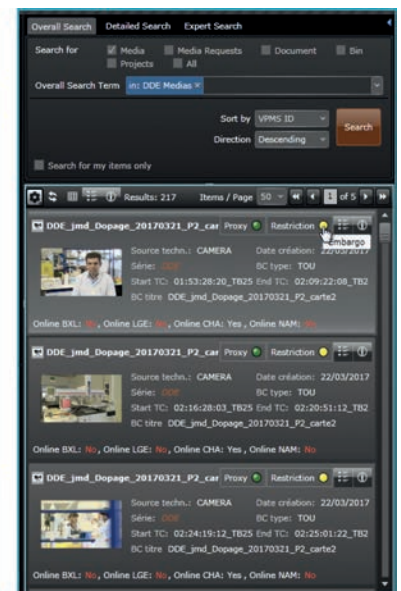 Overall Search Detailed Search Expert Search
Search for Media Media Requests Document Bin
Projects All
Overall Search Term in: DDE Medias ×
Sort by VPMS ID
Direction Descending
Search
Search for my items only
Results: 217 Items / Page 50 1 of 5
DDE_jmd_Dopage_20170321_P2_car Proxy Restriction
Embargo
Source techn.: CAMERA Date création: 22/03/2017
Série: DDE BC type: TOU
Start TC: 01:53:28:20_TB25 End TC: 02:09:22:08_TB2
BC titre DDE_jmd_Dopage_20170321_P2_carte2
Online BXL: No, Online LGE: No, Online CHA: Yes, Online NAM: No
DDE_jmd_Dopage_20170321_P2_car Proxy Restriction
Source techn.: CAMERA Date création: 22/03/2017
Série: DDE BC type: TOU
Start TC: 02:16:28:03_TB25 End TC: 02:20:51:12_TB2
BC titre DDE_jmd_Dopage_20170321_P2_carte2
Online BXL: No, Online LGE: No, Online CHA: Yes, Online NAM: No
DDE_jmd_Dopage_20170321_P2_car Proxy Restriction
Source techn.: CAMERA Date création: 22/03/2017
Série: DDE BC type: TOU
Start TC: 02:24:19:12_TB25 End TC: 02:25:01:22_TB2
BC titre DDE_jmd_Dopage_20170321_P2_carte2
Online BXL: No, Online LGE: No, Online CHA: Yes, Online NAM: No